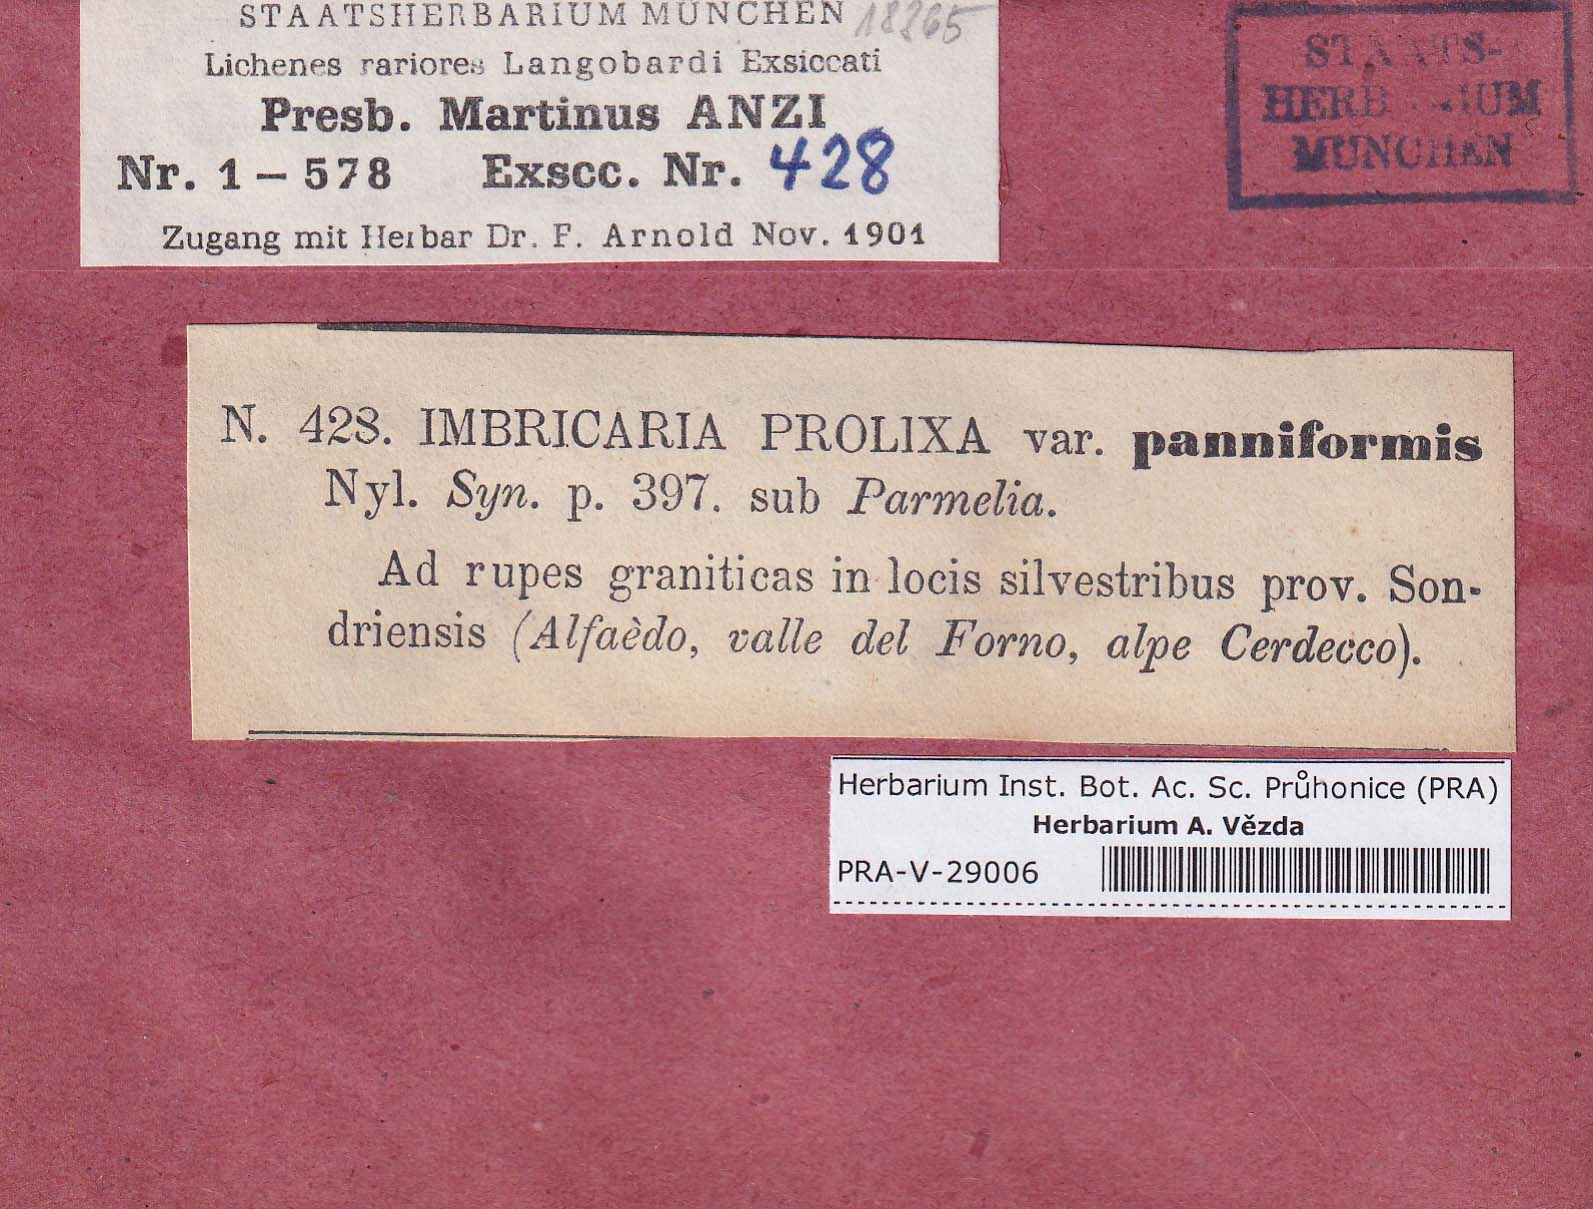 STAATSHERBARIUM MÜNCHEN
Lichenes rariores Langobardi Exsiccati
Presb. Martinus ANZI
Nr. 1 – 578 Exscc. Nr. 428
Zugang mit Herbar Dr. F. Arnold Nov. 1901
STAATS-
HERBARIUM
MÜNCHEN
N. 428. IMBRICARIA PROLIXA var. panniformis
Nyl. Syn. p. 397. sub Parmelia.
Ad rupes graniticas in locis silvestribus prov. Son-
driensis (Alfaèdo, valle del Forno, alpe Cerdecco).
Herbarium Inst. Bot. Ac. Sc. Průhonice (PRA)
Herbarium A. Vězda
PRA-V-29006